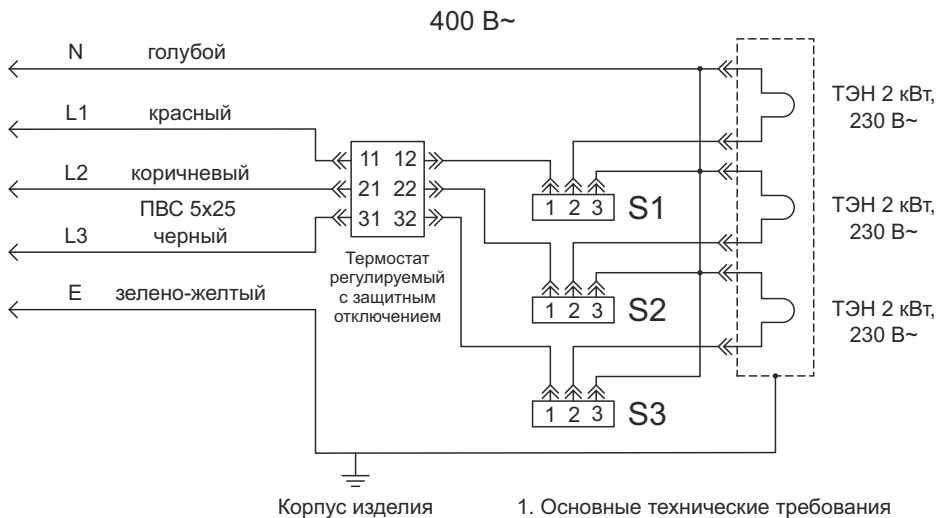 400 В~
N голубой
L1 красный
L2 коричневый
ПВС 5х25
L3 черный
E зелено-желтый
11 12
21 22
31 32
Термостат
регулируемый
с защитным
отключением
1 2 3 S1
1 2 3 S2
1 2 3 S3
ТЭН 2 кВт,
230 В~
ТЭН 2 кВт,
230 В~
ТЭН 2 кВт,
230 В~
Корпус изделия
1. Основные технические требования